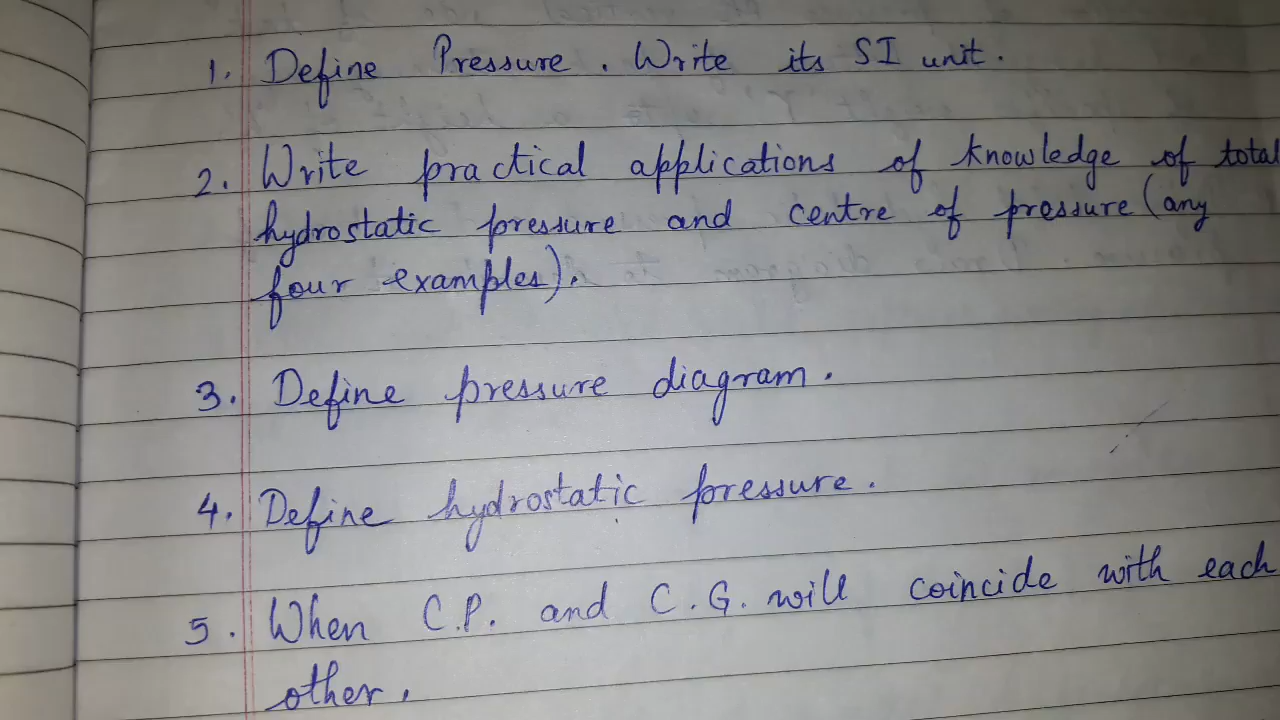 1. Define Pressure. Write its SI unit.
2. Write practical applications of knowledge of total
hydrostatic pressure and centre of pressure (any
four examples).
3. Define pressure diagram.
4. Define hydrostatic pressure.
5. When C.P. and C.G. will coincide with each
other.